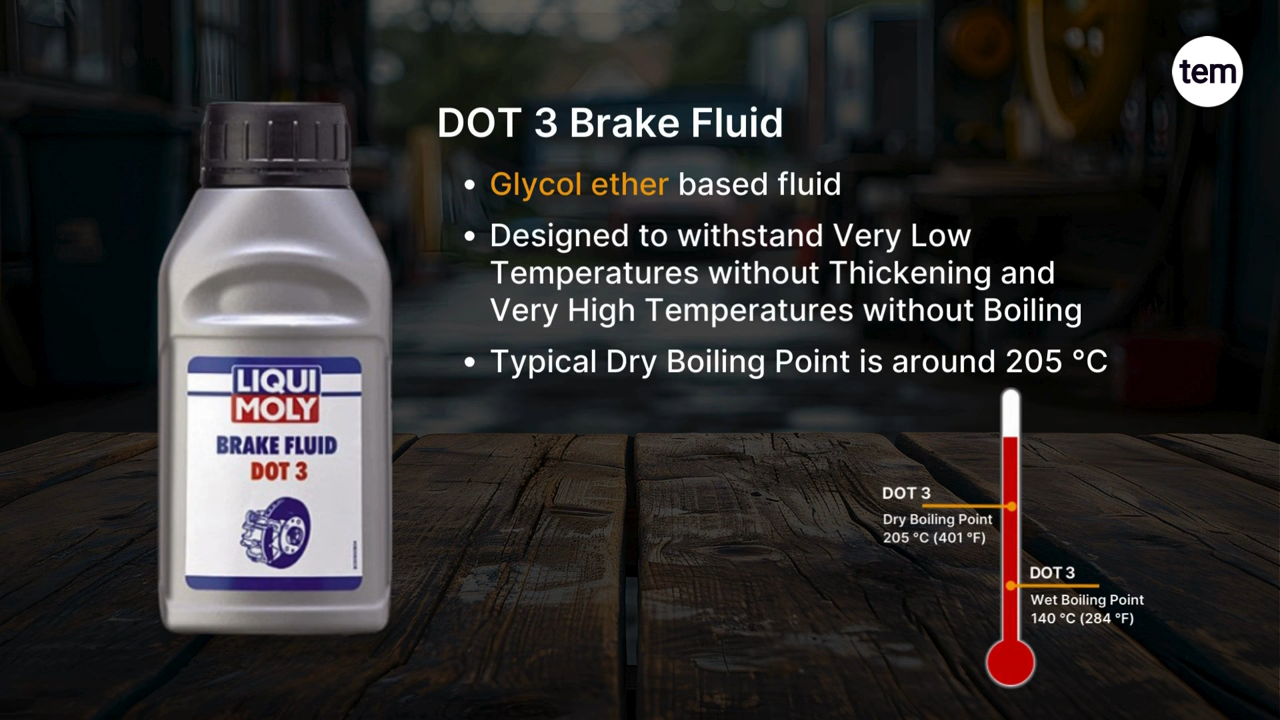 tem
DOT 3 Brake Fluid
• Glycol ether based fluid
• Designed to withstand Very Low
Temperatures without Thickening and
Very High Temperatures without Boiling
• Typical Dry Boiling Point is around 205 °C
LIQUI
MOLY
BRAKE FLUID
DOT 3
DOT 3
Dry Boiling Point
205 °C (401 °F)
DOT 3
Wet Boiling Point
140 °C (284 °F)